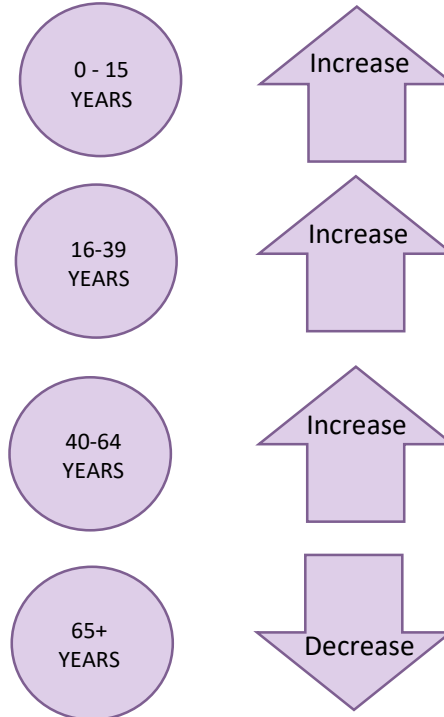 0 - 15
YEARS
Increase
16-39
YEARS
Increase
40-64
YEARS
Increase
65+
YEARS
Decrease